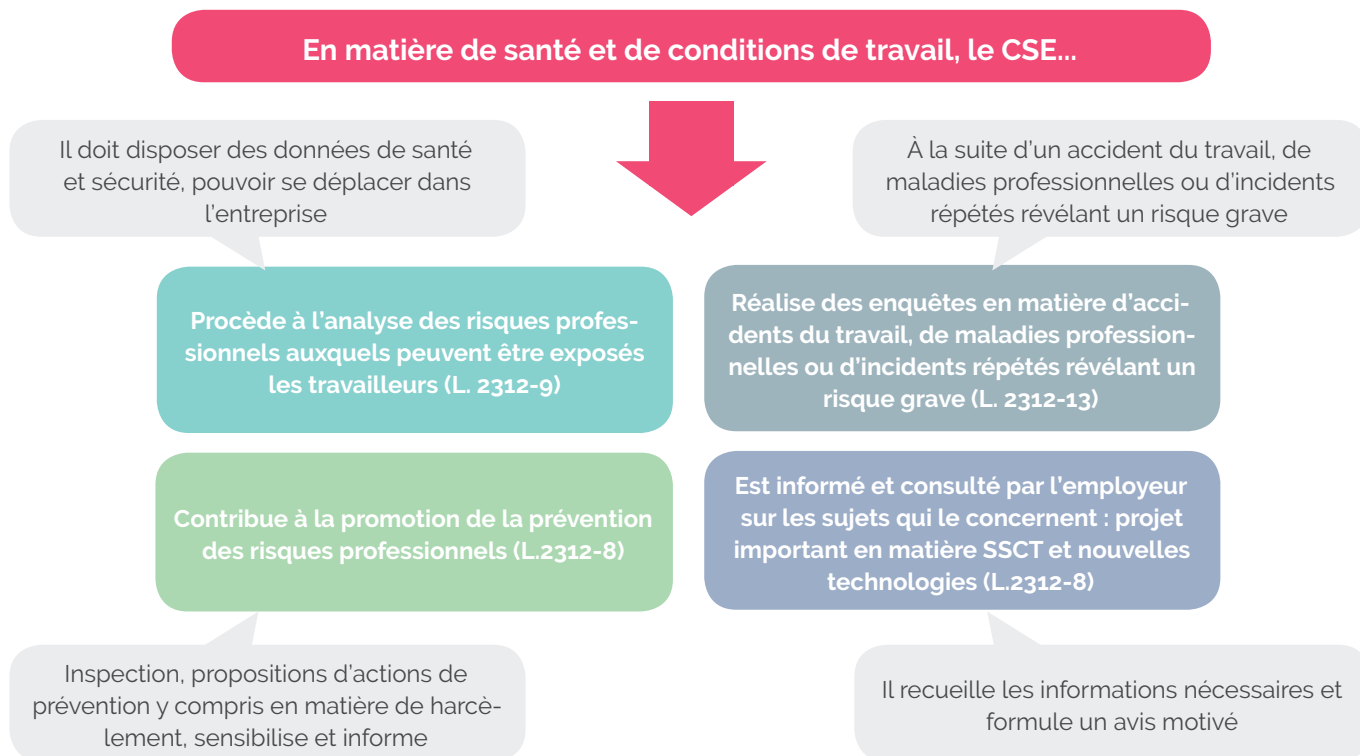 En matière de santé et de conditions de travail, le CSE...
Il doit disposer des données de santé
et sécurité, pouvoir se déplacer dans
l'entreprise
À la suite d'un accident du travail, de
maladies professionnelles ou d'incidents
répétés révélant un risque grave
Procède à l'analyse des risques profes-
sionnels auxquels peuvent être exposés
les travailleurs (L. 2312-9)
Réalise des enquêtes en matière d'acci-
dents du travail, de maladies profession-
nelles ou d'incidents répétés révélant un
risque grave (L. 2312-13)
Contribue à la promotion de la prévention
des risques professionnels (L.2312-8)
Est informé et consulté par l'employeur
sur les sujets qui le concernent : projet
important en matière SSCT et nouvelles
technologies (L.2312-8)
Inspection, propositions d'actions de
prévention y compris en matière de harcè-
lement, sensibilise et informe
Il recueille les informations nécessaires et
formule un avis motivé